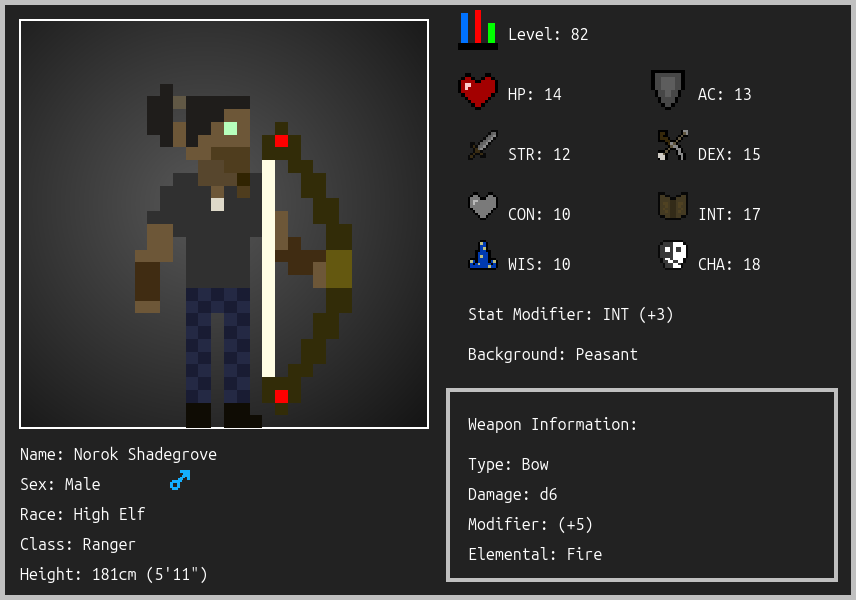 Level: 82
HP: 14
AC: 13
STR: 12
DEX: 15
CON: 10
INT: 17
WIS: 10
CHA: 18
Stat Modifier: INT (+3)
Background: Peasant
Weapon Information:
Type: Bow
Damage: d6
Modifier: (+5)
Elemental: Fire
Name: Norok Shadegrove
Sex: Male
Race: High Elf
Class: Ranger
Height: 181cm (5'11")